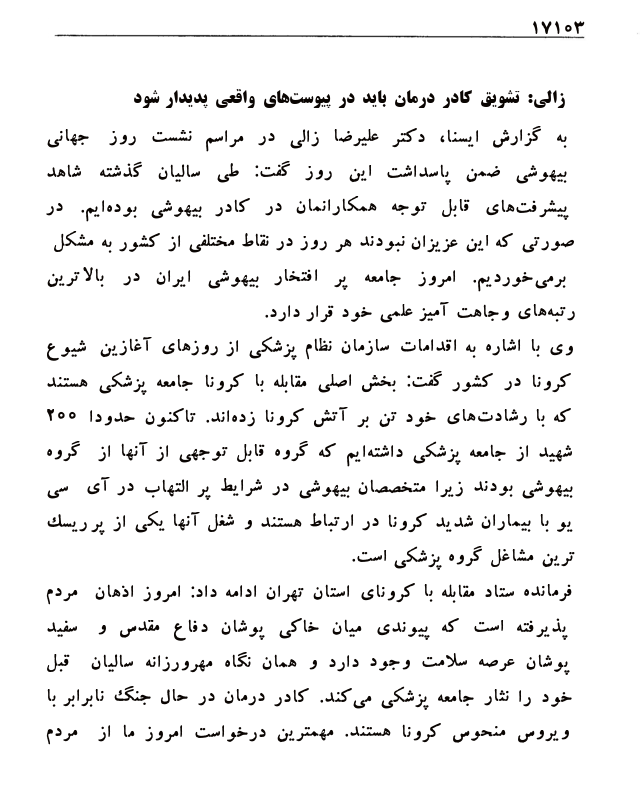 ۱۷۱۰۳
زالی: تشویق کادر درمان باید در پیوست‌های واقعی پدیدار شود
به گزارش ایسنا، دکتر علیرضا زالی در مراسم نشست روز جهانی
بیهوشی ضمن پاسداشت این روز گفت: طی سالیان گذشته شاهد
پیشرفت‌های قابل توجه همکارانمان در کادر بیهوشی بوده‌ایم. در
صورتی که این عزیزان نبودند هر روز در نقاط مختلفی از کشور به مشکل
برمی‌خوردیم. امروز جامعه پر افتخار بیهوشی ایران در بالاترین
رتبه‌های وجاهت آمیز علمی خود قرار دارد.
وی با اشاره به اقدامات سازمان نظام پزشکی از روزهای آغازین شیوع
کرونا در کشور گفت: بخش اصلی مقابله با کرونا جامعه پزشکی هستند
که با رشادت‌های خود تن بر آتش کرونا زده‌اند. تاکنون حدودا ۲۰۰
شهید از جامعه پزشکی داشته‌ایم که گروه قابل توجهی از آنها از گروه
بیهوشی بودند زیرا متخصصان بیهوشی در شرایط پر التهاب در آی سی
یو با بیماران شدید کرونا در ارتباط هستند و شغل آنها یکی از پر ریسک
ترین مشاغل گروه پزشکی است.
فرمانده ستاد مقابله با کرونای استان تهران ادامه داد: امروز اذهان مردم
پذیرفته است که پیوندی میان خاکی پوشان دفاع مقدس و سفید
پوشان عرصه سلامت وجود دارد و همان نگاه مهرورزانه سالیان قبل
خود را نثار جامعه پزشکی می‌کند. کادر درمان در حال جنگ نابرابر با
ویروس منحوس کرونا هستند. مهمترین درخواست امروز ما از مردم